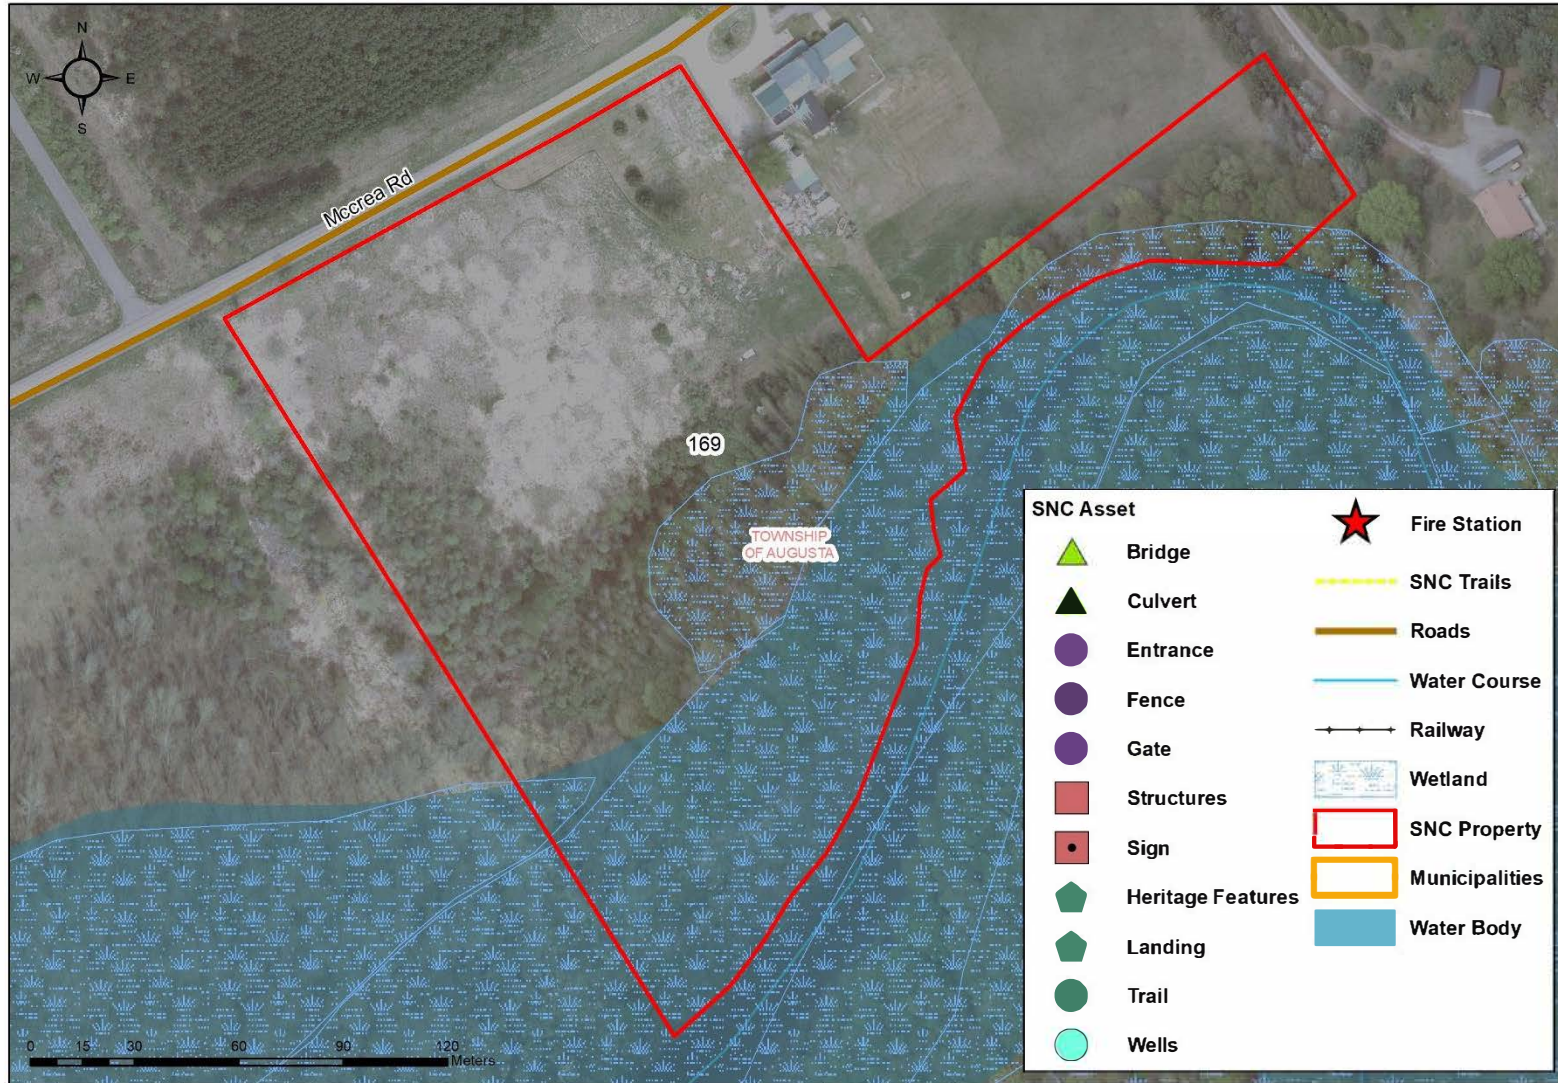 N
W E
S
Mccrea Rd
169
TOWNSHIP
OF AUGUSTA
0 15 30 60 90 120
Meters
SNC Asset
Bridge
Culvert
Entrance
Fence
Gate
Structures
Sign
Heritage Features
Landing
Trail
Wells
Fire Station
SNC Trails
Roads
Water Course
Railway
Wetland
SNC Property
Municipalities
Water Body